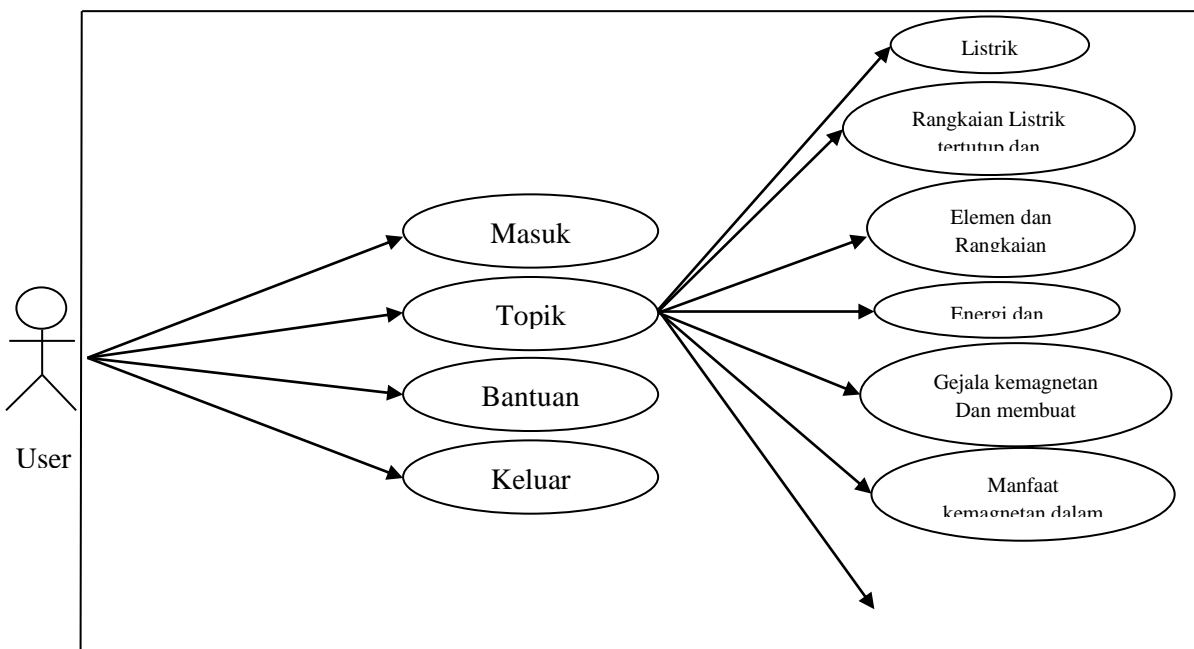 User
Masuk
Topik
Bantuan
Keluar
Listrik
Rangkaian Listrik
tertutup dan
Elemen dan
Rangkaian
Energi dan
Gejala kemagnetan
Dan membuat
Manfaat
kemagnetan dalam